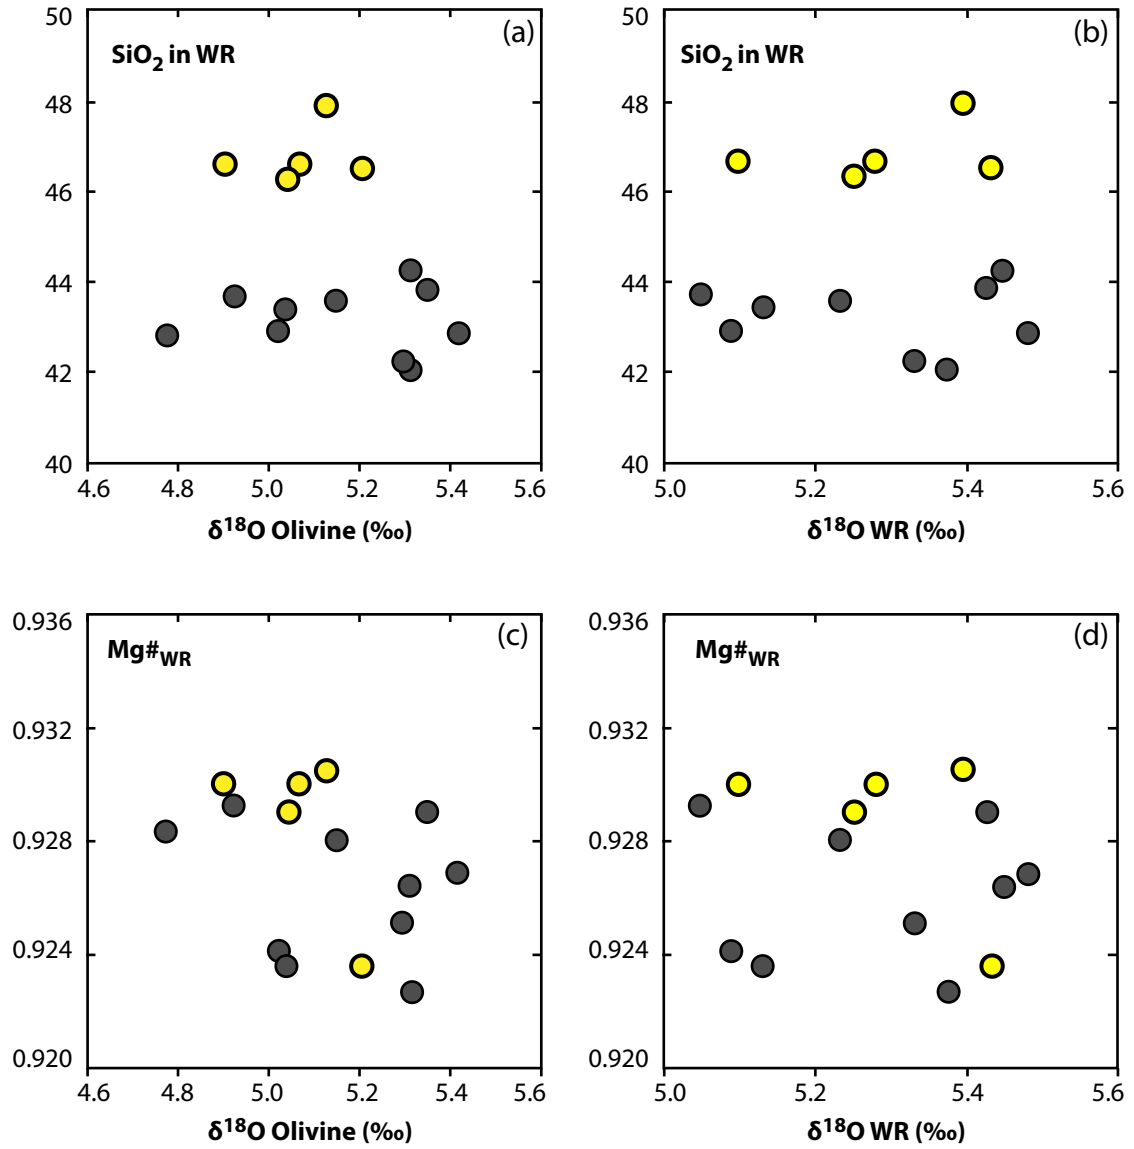 50
48
46
44
42
40
SiO2 in WR
(a)
4.6 4.8 5.0 5.2 5.4 5.6
δ18O Olivine (‰)
50
48
46
44
42
40
SiO2 in WR
(b)
5.0 5.2 5.4 5.6
δ18O WR (‰)
0.936
0.932
0.928
0.924
0.920
Mg#WR
(c)
4.6 4.8 5.0 5.2 5.4 5.6
δ18O Olivine (‰)
0.936
0.932
0.928
0.924
0.920
Mg#WR
(d)
5.0 5.2 5.4 5.6
δ18O WR (‰)